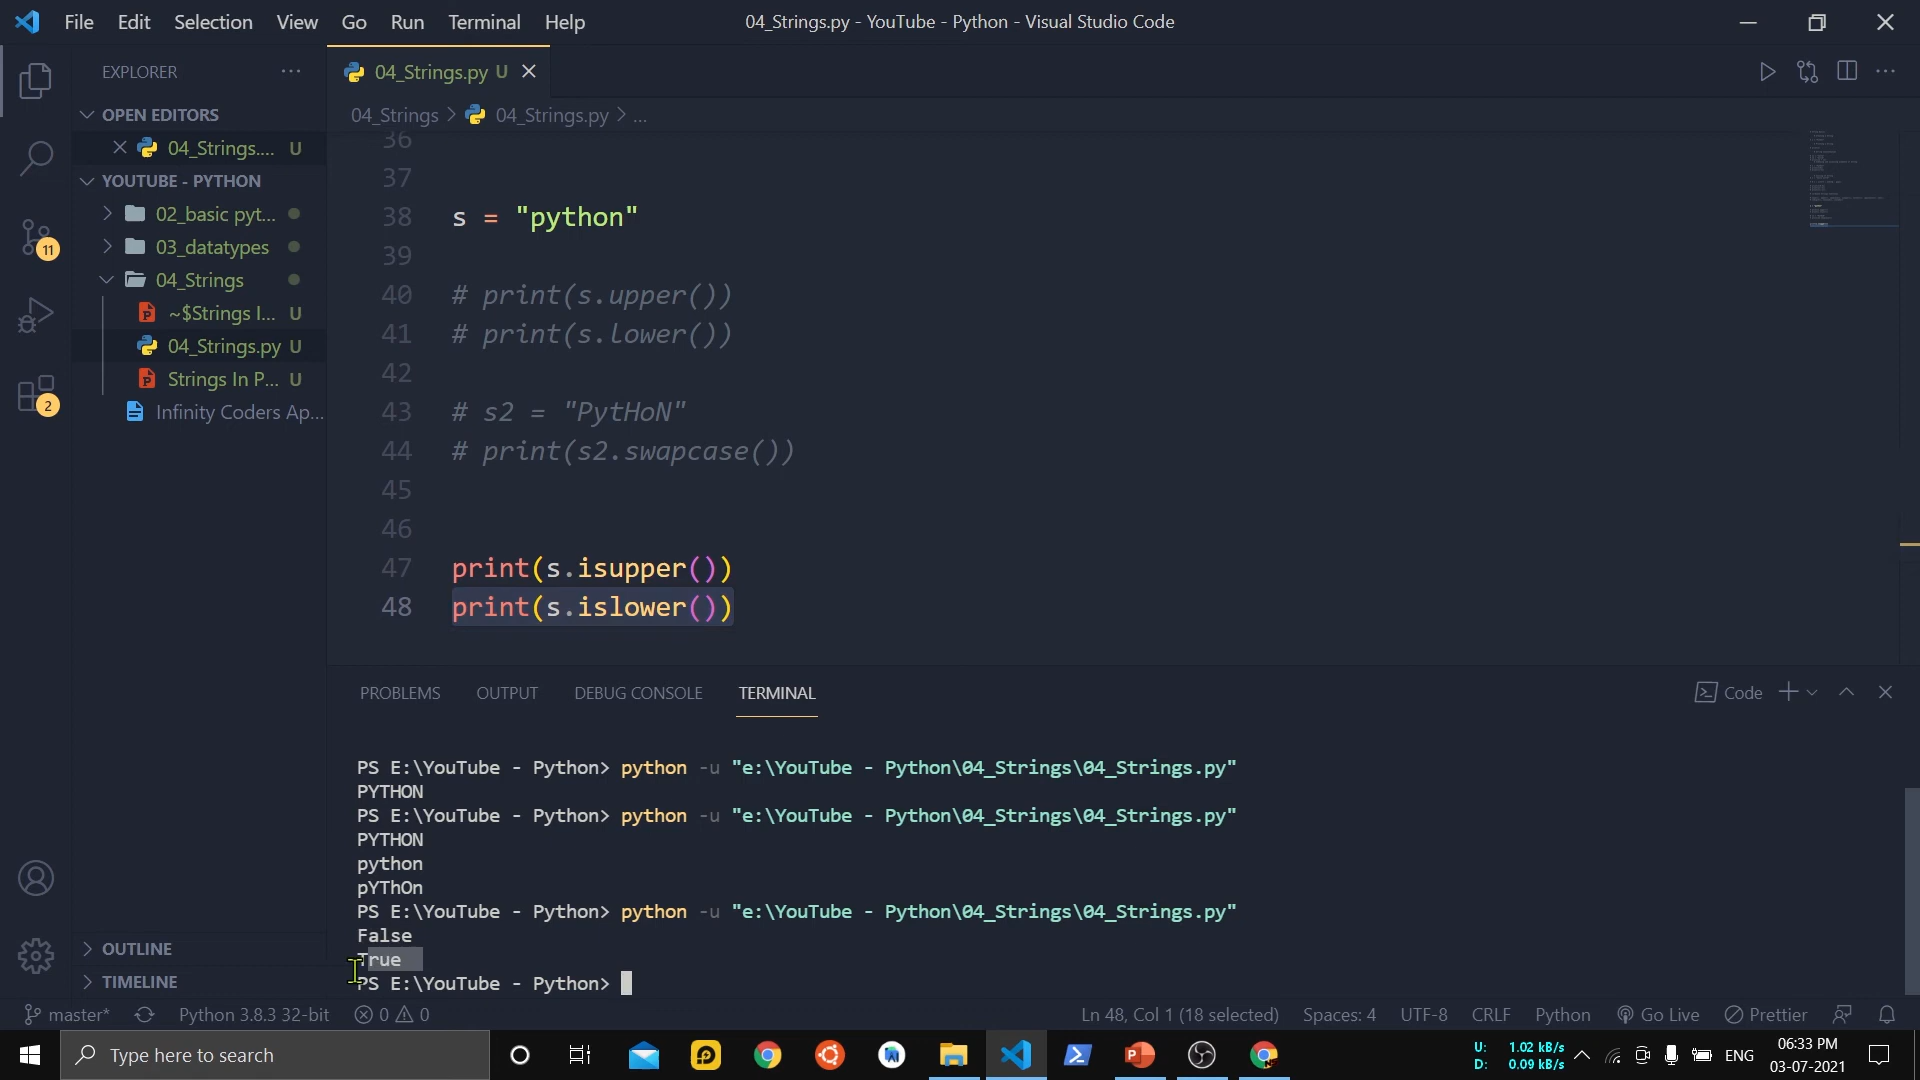 File Edit Selection View Go Run Terminal Help
04_Strings.py - YouTube - Python - Visual Studio Code
EXPLORER
04_Strings.py U
OPEN EDITORS
04_Strings.... U
YOUTUBE - PYTHON
02_basic pyt...
03_datatypes
04_Strings
~$Strings I... U
04_Strings.py U
Strings In P... U
Infinity Coders Ap...
OUTLINE
TIMELINE
11
2
04_Strings > 04_Strings.py > ...
36
37
38 s = "python"
39
40 # print(s.upper())
41 # print(s.lower())
42
43 # s2 = "PytHoN"
44 # print(s2.swapcase())
45
46
47 print(s.isupper())
48 print(s.islower())
PROBLEMS OUTPUT DEBUG CONSOLE TERMINAL
Code
PS E:\YouTube - Python> python -u "e:\YouTube - Python\04_Strings\04_Strings.py"
PYTHON
PS E:\YouTube - Python> python -u "e:\YouTube - Python\04_Strings\04_Strings.py"
PYTHON
python
pYThOn
PS E:\YouTube - Python> python -u "e:\YouTube - Python\04_Strings\04_Strings.py"
False
True
PS E:\YouTube - Python>
master* Python 3.8.3 32-bit 0 0
Ln 48, Col 1 (18 selected) Spaces: 4 UTF-8 CRLF Python Go Live Prettier
Type here to search
U: 1.02 kB/s
D: 0.09 kB/s
ENG
06:33 PM
03-07-2021